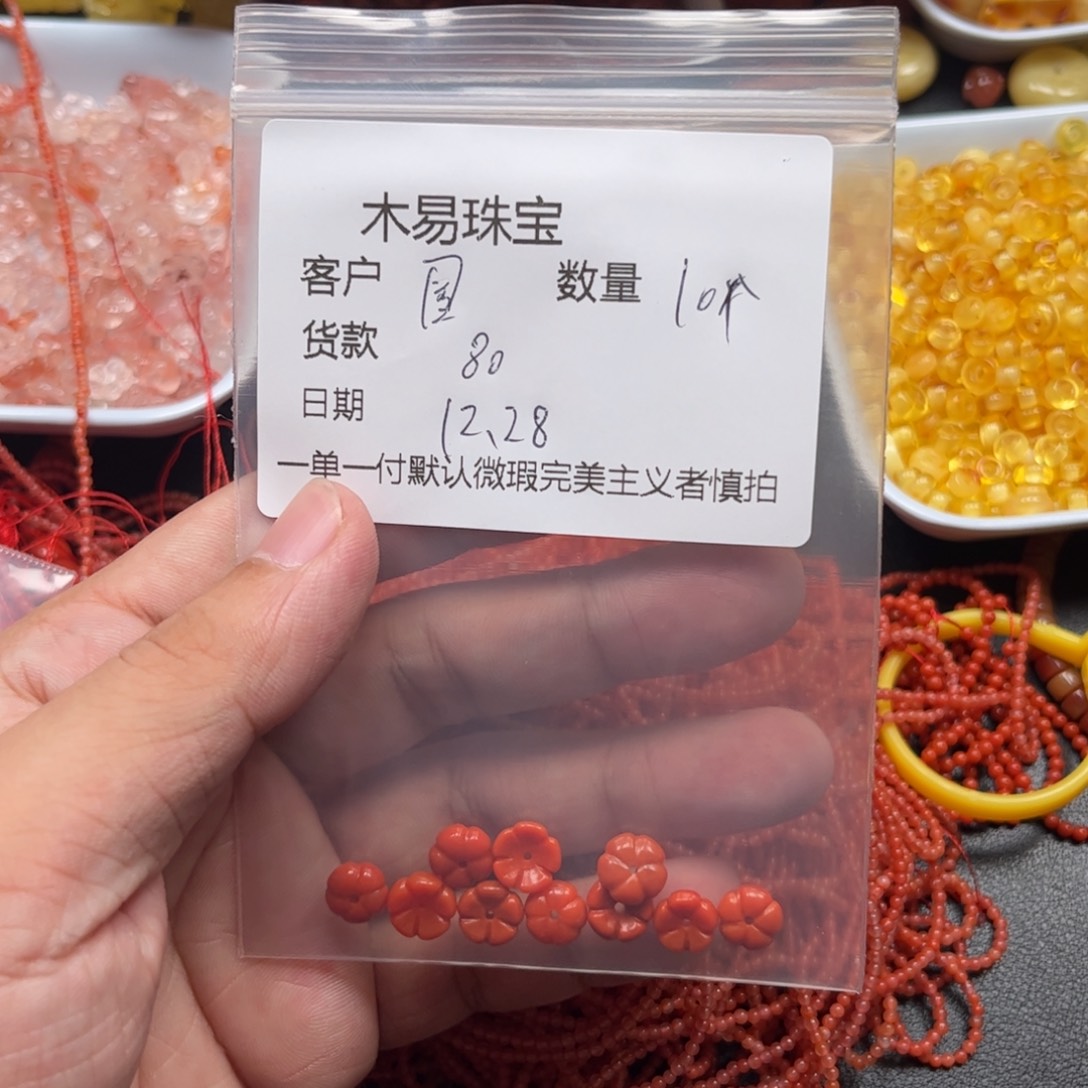 木易珠宝
客户 国 数量 10个
货款 80
日期 12、28
一单一付默认微瑕完美主义者慎拍